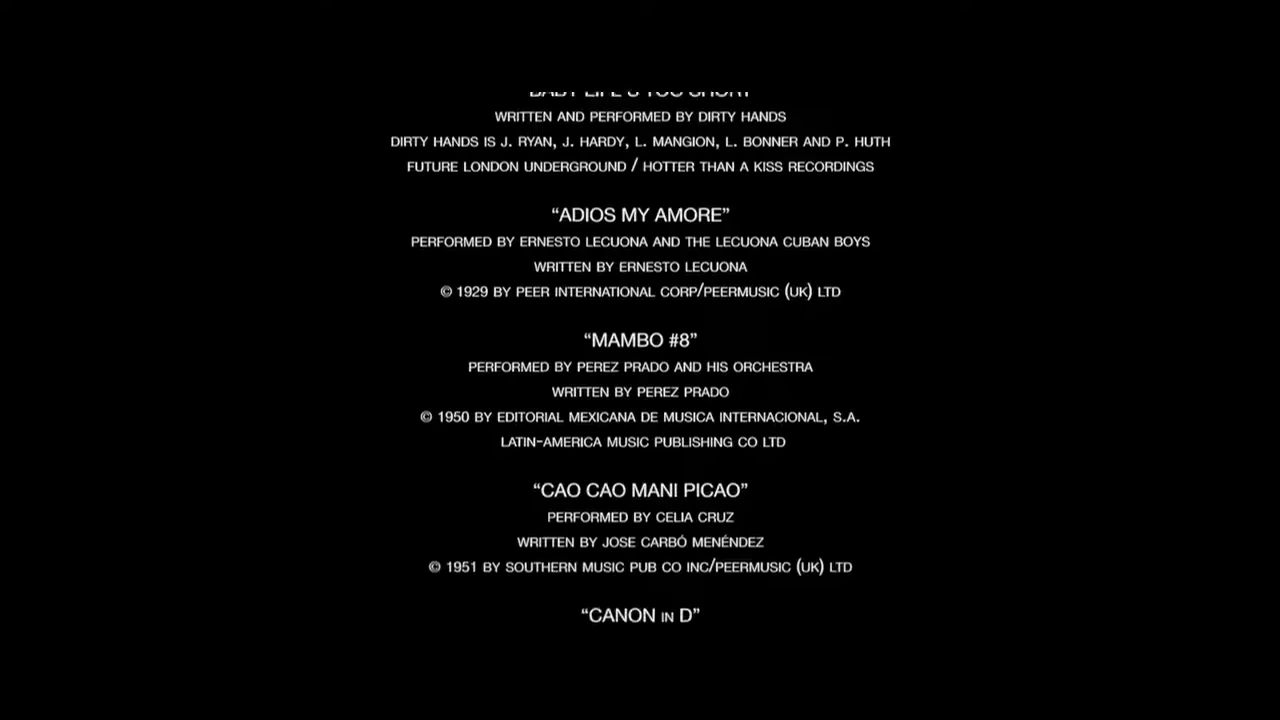 BABY LIFE'S TOO SHORT
WRITTEN AND PERFORMED BY DIRTY HANDS
DIRTY HANDS IS J. RYAN, J. HARDY, L. MANGION, L. BONNER AND P. HUTH
FUTURE LONDON UNDERGROUND / HOTTER THAN A KISS RECORDINGS
“ADIOS MY AMORE”
PERFORMED BY ERNESTO LECUONA AND THE LECUONA CUBAN BOYS
WRITTEN BY ERNESTO LECUONA
© 1929 BY PEER INTERNATIONAL CORP/PEERMUSIC (UK) LTD
“MAMBO #8”
PERFORMED BY PEREZ PRADO AND HIS ORCHESTRA
WRITTEN BY PEREZ PRADO
© 1950 BY EDITORIAL MEXICANA DE MUSICA INTERNACIONAL, S.A.
LATIN-AMERICA MUSIC PUBLISHING CO LTD
“CAO CAO MANI PICAO”
PERFORMED BY CELIA CRUZ
WRITTEN BY JOSE CARBÓ MENÉNDEZ
© 1951 BY SOUTHERN MUSIC PUB CO INC/PEERMUSIC (UK) LTD
“CANON IN D”